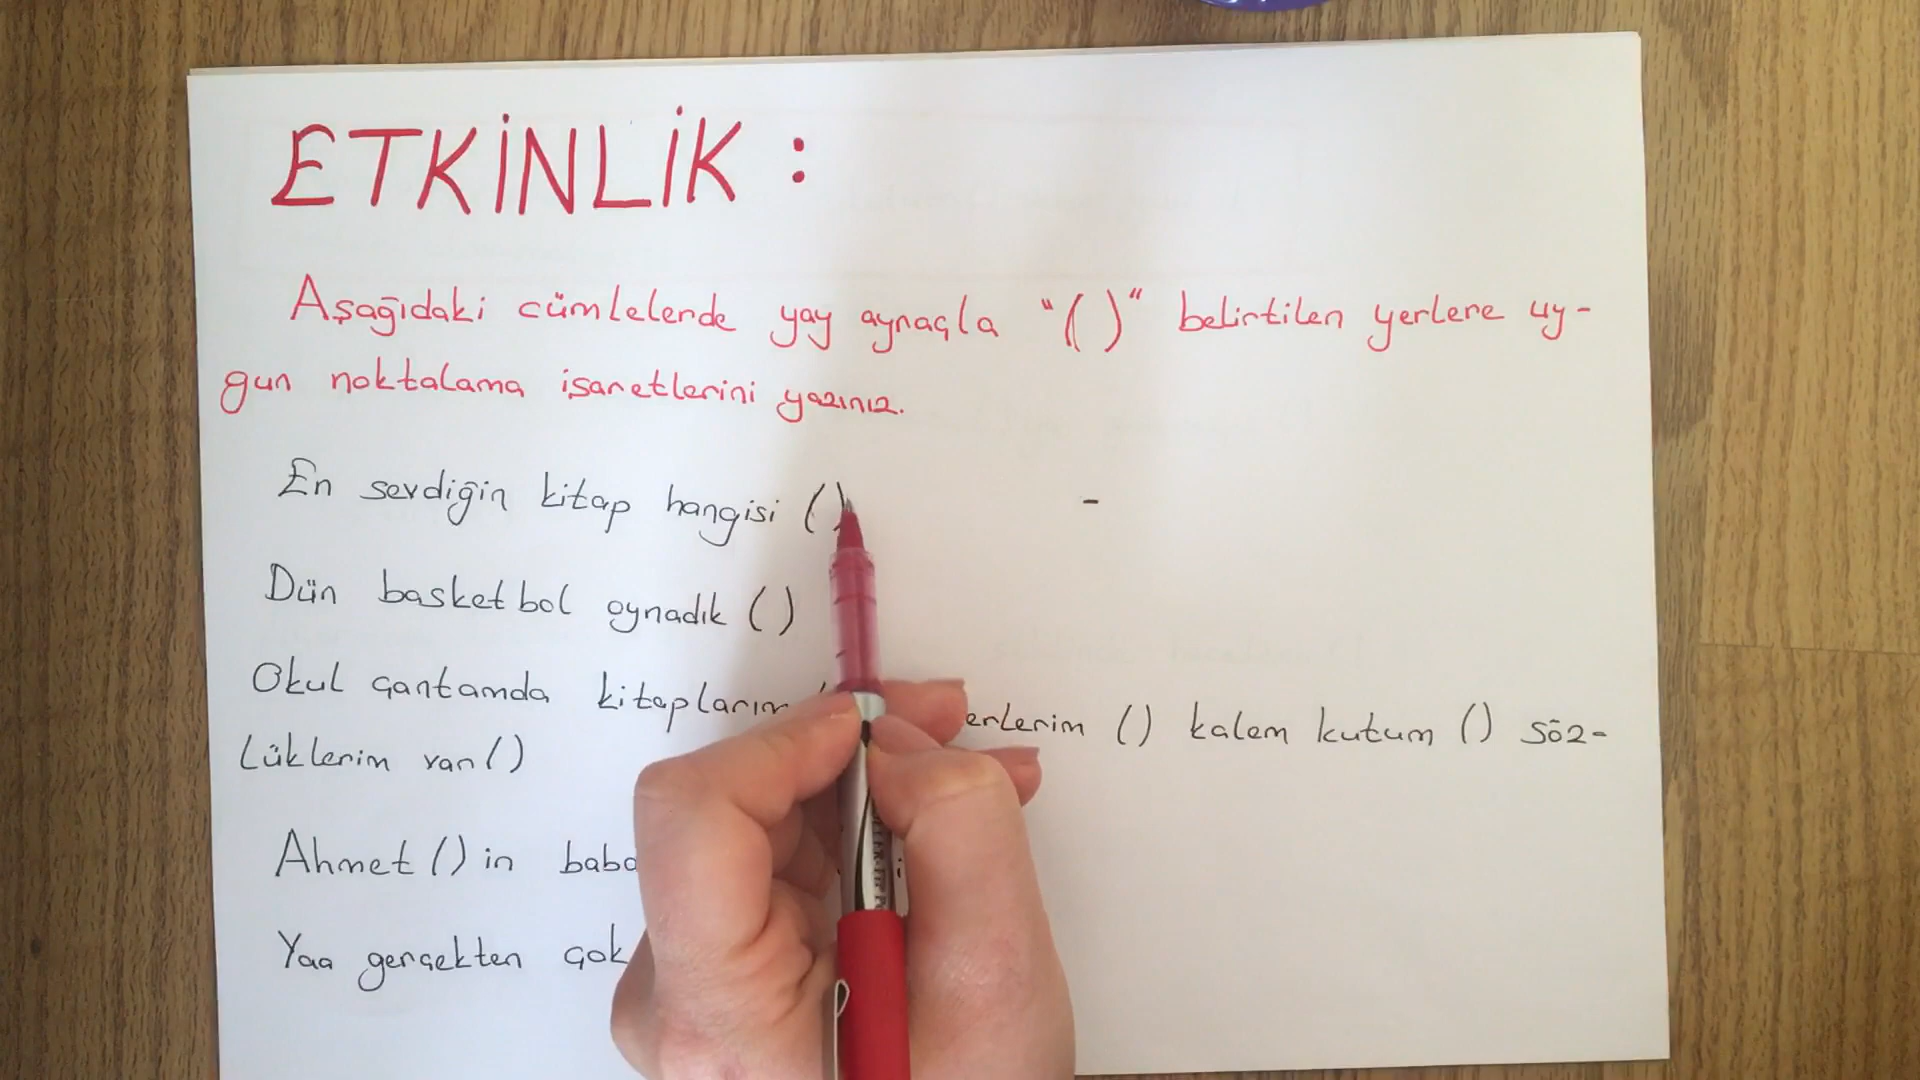 ETKİNLİK :
Aşağıdaki cümlelerde yay aynaçla "( )" belirtilen yerlere uy-
gun noktalama işaretlerini yazınız.
En sevdiğin kitap hangisi ( )
Dün basketbol oynadık ( )
Okul çantamda kitaplarım erlerim ( ) kalem kutum ( ) söz-
lüklerim var ( )
Ahmet ( ) in
Yaa gerçekten çok